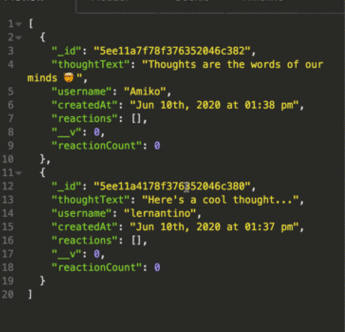 1 [
2 {
3 "_id": "5ee11a7f78f376352046c382",
4 "thoughtText": "Thoughts are the words of our
minds 🤯",
5 "username": "Amiko",
6 "createdAt": "Jun 10th, 2020 at 01:38 pm",
7 "reactions": [],
8 "__v": 0,
9 "reactionCount": 0
10 },
11 {
12 "_id": "5ee11a4178f376352046c380",
13 "thoughtText": "Here's a cool thought...",
14 "username": "lernantino",
15 "createdAt": "Jun 10th, 2020 at 01:37 pm",
16 "reactions": [],
17 "__v": 0,
18 "reactionCount": 0
19 }
20 ]